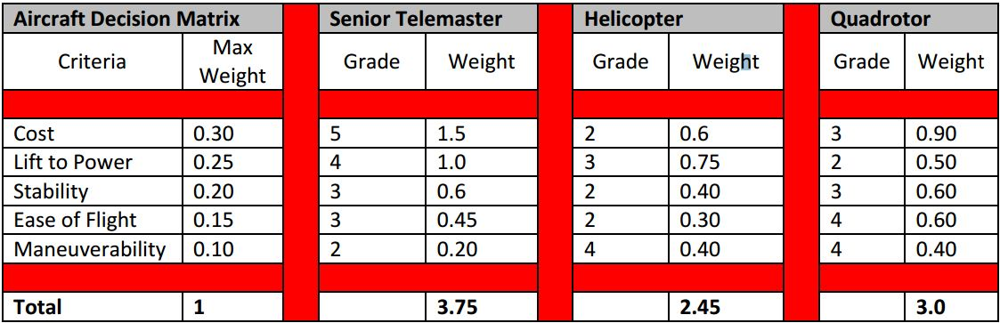 Aircraft Decision Matrix Senior Telemaster Helicopter Quadrotor
Criteria Max Weight Grade Weight Grade Weight Grade Weight
Cost 0.30 5 1.5 2 0.6 3 0.90
Lift to Power 0.25 4 1.0 3 0.75 2 0.50
Stability 0.20 3 0.6 2 0.40 3 0.60
Ease of Flight 0.15 3 0.45 2 0.30 4 0.60
Maneuverability 0.10 2 0.20 4 0.40 4 0.40
Total 1 3.75 2.45 3.0